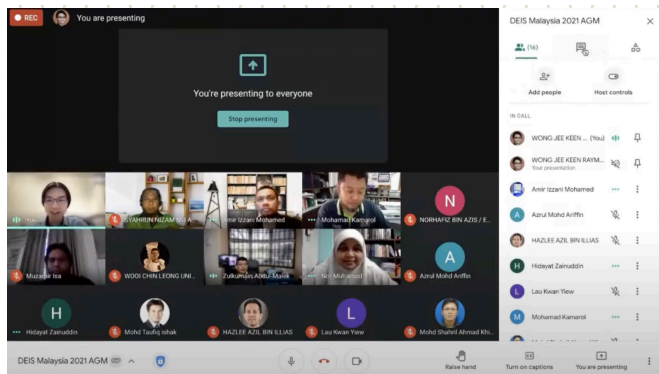 REC
You are presenting
You're presenting to everyone
Stop presenting
You
SYAHRUN NIZAM M
Amir Izzani Mohamed
Mohamad Kamarol
N
NORHAFIZ BIN AZIS / E...
Muzamir Isa
WOOI CHIN LEONG UNI...
Zulkurnain Abdul-Malek
Nor Muhamad
A
Azrul Mohd Ariffin
H
Hidayat Zainuddin
Mohd Taufiq ishak
HAZLEE AZIL BIN ILLIAS
L
Lau Kwan Yiew
Mohd Shahril Ahmad Khi...
DEIS Malaysia 2021 AGM
(16)
Add people
Host controls
IN CALL
WONG JEE KEEN ... (You)
WONG JEE KEEN RAYM...
Your presentation
Amir Izzani Mohamed
A
Azrul Mohd Ariffin
HAZLEE AZIL BIN ILLIAS
H
Hidayat Zainuddin
L
Lau Kwan Yiew
M
Mohamad Kamarol
DEIS Malaysia 2021 AGM
Raise hand
Turn on captions
You are presenting